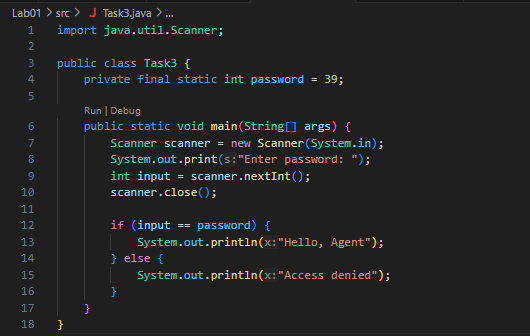 Lab01 > src > J Task3.java > ...
1 import java.util.Scanner;
2
3 public class Task3 {
4     private final static int password = 39;
5
Run | Debug
6     public static void main(String[] args) {
7         Scanner scanner = new Scanner(System.in);
8         System.out.print(s:"Enter password: ");
9         int input = scanner.nextInt();
10         scanner.close();
11
12         if (input == password) {
13             System.out.println(x:"Hello, Agent");
14         } else {
15             System.out.println(x:"Access denied");
16         }
17     }
18 }